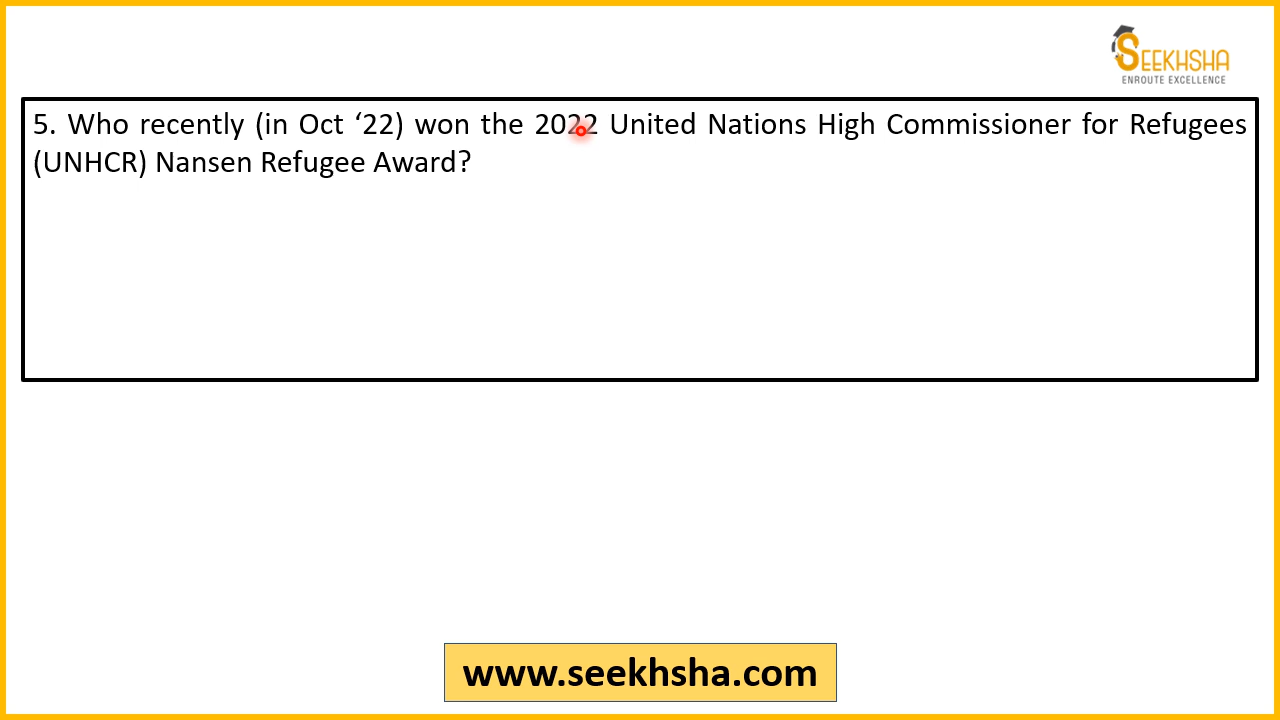 SEEKHSHA
ENROUTE EXCELLENCE
5. Who recently (in Oct ‘22) won the 2022 United Nations High Commissioner for Refugees
(UNHCR) Nansen Refugee Award?
www.seekhsha.com